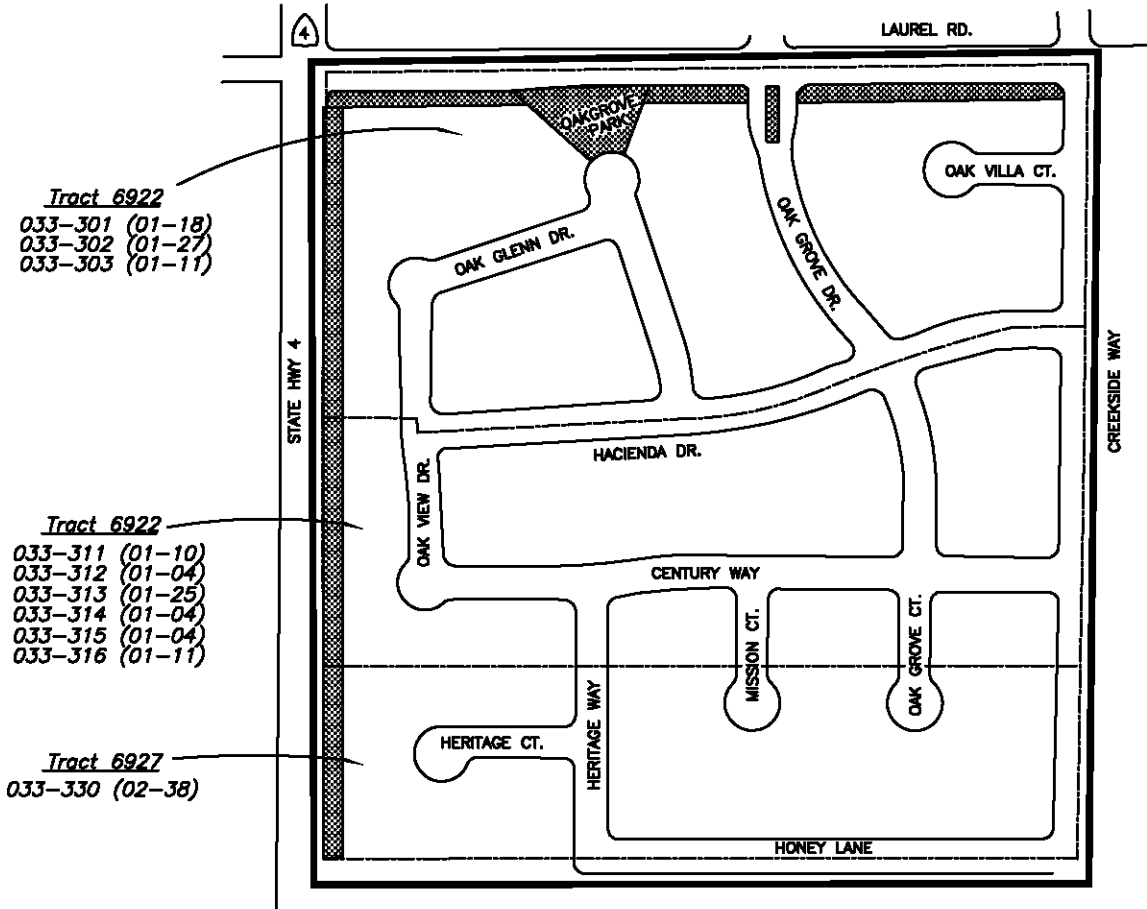 4
LAUREL RD.
OAKGROVE
PARK
OAK VILLA CT.
Tract 6922
033-301 (01-18)
033-302 (01-27)
033-303 (01-11)
OAK GLENN DR.
OAK GROVE DR.
STATE HWY 4
CREEKSIDE WAY
HACIENDA DR.
OAK VIEW DR.
Tract 6922
033-311 (01-10)
033-312 (01-04)
033-313 (01-25)
033-314 (01-04)
033-315 (01-04)
033-316 (01-11)
CENTURY WAY
MISSION CT.
OAK GROVE CT.
HERITAGE WAY
HERITAGE CT.
Tract 6927
033-330 (02-38)
HONEY LANE